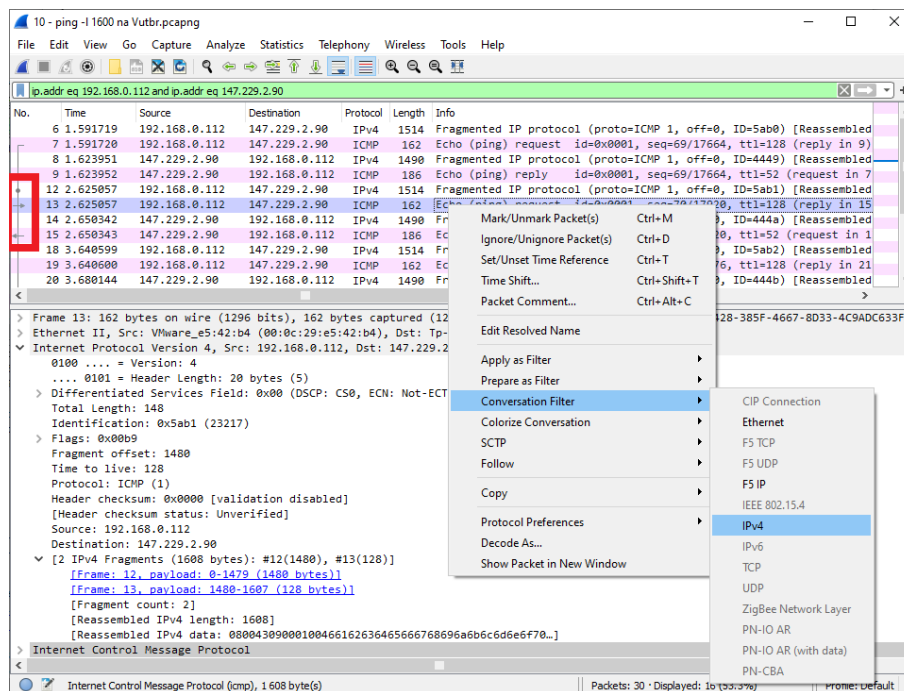 10 - ping -l 1600 na Vutbr.pcapng
File Edit View Go Capture Analyze Statistics Telephony Wireless Tools Help
ip.addr eq 192.168.0.112 and ip.addr eq 147.229.2.90
No. Time Source Destination Protocol Length Info
6 1.591719 192.168.0.112 147.229.2.90 IPv4 1514 Fragmented IP protocol (proto=ICMP 1, off=0, ID=5ab0) [Reassembled
7 1.591720 192.168.0.112 147.229.2.90 ICMP 162 Echo (ping) request id=0x0001, seq=69/17664, ttl=128 (reply in 9)
8 1.623951 147.229.2.90 192.168.0.112 IPv4 1490 Fragmented IP protocol (proto=ICMP 1, off=0, ID=4449) [Reassembled
9 1.623952 147.229.2.90 192.168.0.112 ICMP 186 Echo (ping) reply id=0x0001, seq=69/17664, ttl=52 (request in 7
12 2.625057 192.168.0.112 147.229.2.90 IPv4 1514 Fragmented IP protocol (proto=ICMP 1, off=0, ID=5ab1) [Reassembled
13 2.625057 192.168.0.112 147.229.2.90 ICMP 162 Echo (ping) request id=0x0001, seq=70/17920, ttl=128 (reply in 15
14 2.650342 147.229.2.90 192.168.0.112 IPv4 1490 Fr 0, ID=444a) [Reassembled
15 2.650343 147.229.2.90 192.168.0.112 ICMP 186 Ec 20, ttl=52 (request in 1
18 3.640599 192.168.0.112 147.229.2.90 IPv4 1514 Fr 0, ID=5ab2) [Reassembled
19 3.640600 192.168.0.112 147.229.2.90 ICMP 162 Ec 76, ttl=128 (reply in 21
20 3.680144 147.229.2.90 192.168.0.112 IPv4 1490 Fr 0, ID=444b) [Reassembled
Mark/Unmark Packet(s) Ctrl+M
Ignore/Unignore Packet(s) Ctrl+D
Set/Unset Time Reference Ctrl+T
Time Shift... Ctrl+Shift+T
Packet Comment... Ctrl+Alt+C
Edit Resolved Name
Apply as Filter
Prepare as Filter
Conversation Filter
Colorize Conversation
SCTP
Follow
Copy
Protocol Preferences
Decode As...
Show Packet in New Window
CIP Connection
Ethernet
F5 TCP
F5 UDP
F5 IP
IEEE 802.15.4
IPv4
IPv6
TCP
UDP
ZigBee Network Layer
PN-IO AR
PN-IO AR (with data)
PN-CBA
Frame 13: 162 bytes on wire (1296 bits), 162 bytes captured (12 428-385F-4667-8D33-4C9ADC633F
Ethernet II, Src: VMware_e5:42:b4 (00:0c:29:e5:42:b4), Dst: Tp-
Internet Protocol Version 4, Src: 192.168.0.112, Dst: 147.229.2
0100 .... = Version: 4
.... 0101 = Header Length: 20 bytes (5)
Differentiated Services Field: 0x00 (DSCP: CS0, ECN: Not-ECT
Total Length: 148
Identification: 0x5ab1 (23217)
Flags: 0x00b9
Fragment offset: 1480
Time to live: 128
Protocol: ICMP (1)
Header checksum: 0x0000 [validation disabled]
[Header checksum status: Unverified]
Source: 192.168.0.112
Destination: 147.229.2.90
[2 IPv4 Fragments (1608 bytes): #12(1480), #13(128)]
[Frame: 12, payload: 0-1479 (1480 bytes)]
[Frame: 13, payload: 1480-1607 (128 bytes)]
[Fragment count: 2]
[Reassembled IPv4 length: 1608]
[Reassembled IPv4 data: 08004309000100466162636465666768696a6b6c6d6e6f70…]
Internet Control Message Protocol
Internet Control Message Protocol (icmp), 1 608 byte(s) Packets: 30 · Displayed: 16 (53.3%) Profile: Default